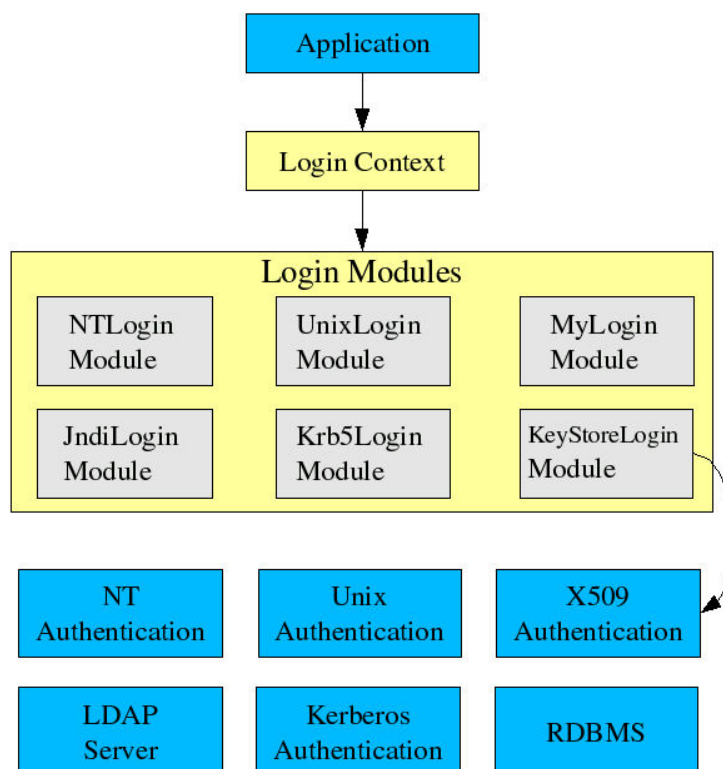 Application
Login Context
Login Modules
NTLogin
Module
UnixLogin
Module
MyLogin
Module
JndiLogin
Module
Krb5Login
Module
KeyStoreLogin
Module
NT
Authentication
Unix
Authentication
X509
Authentication
LDAP
Server
Kerberos
Authentication
RDBMS